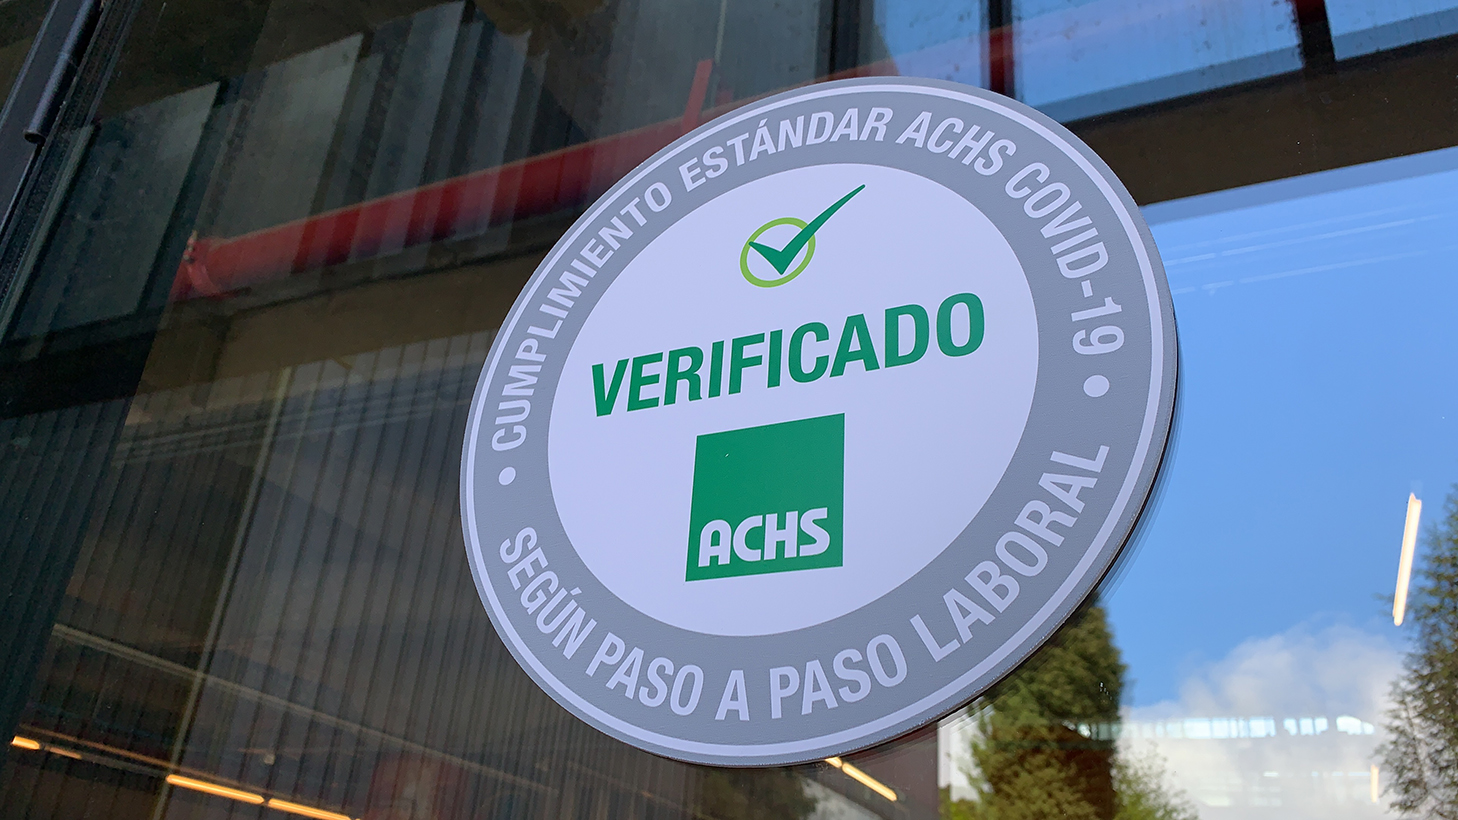 CUMPLIMIENTO ESTÁNDAR ACHS COVID-19
VERIFICADO
ACHS
SEGÚN PASO A PASO LABORAL